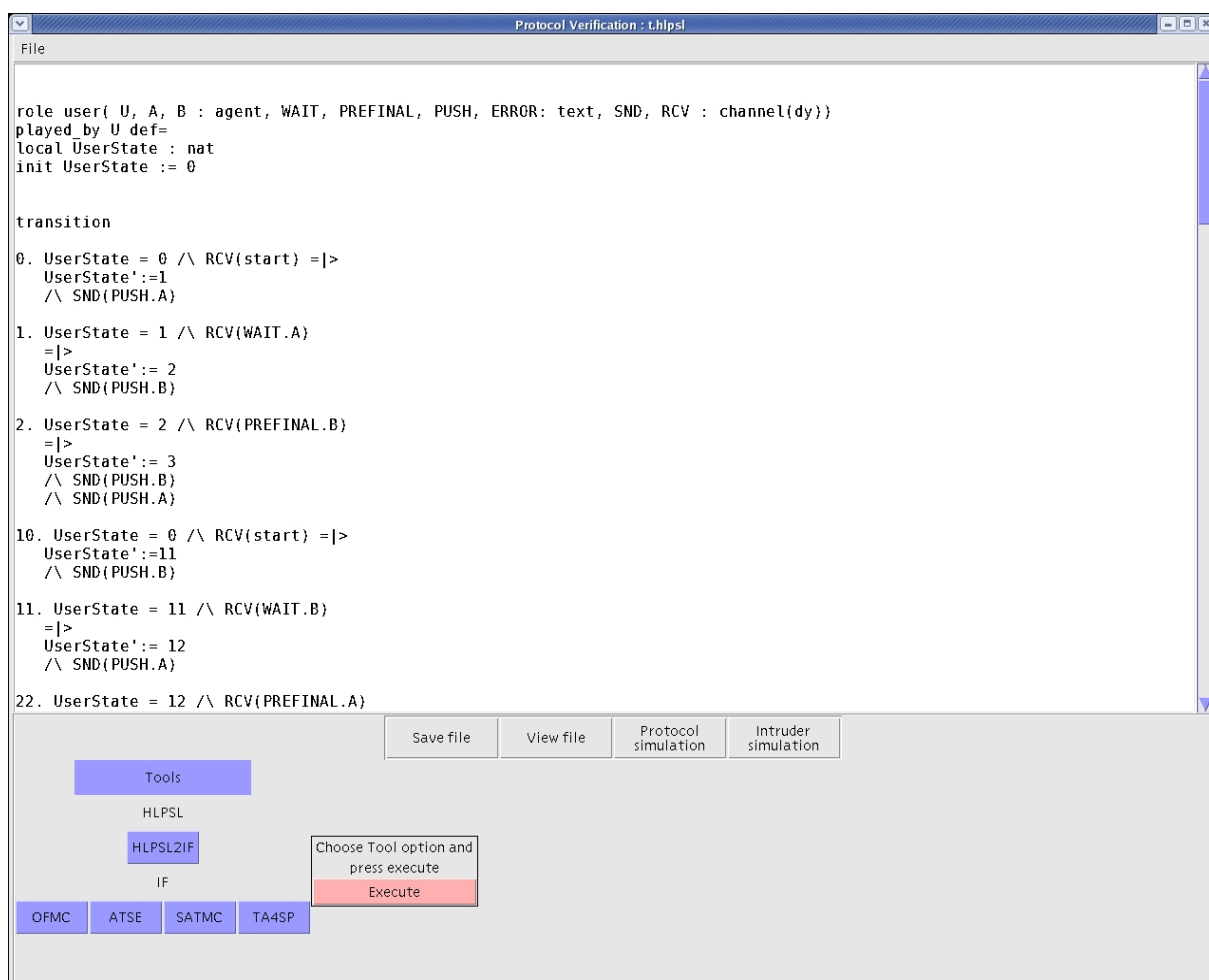 Protocol Verification : t.hlpsl
File
role user( U, A, B : agent, WAIT, PREFINAL, PUSH, ERROR: text, SND, RCV : channel(dy))
played_by U def=
local UserState : nat
init UserState := 0
transition
0. UserState = 0 /\ RCV(start) =|>
UserState':=1
/\ SND(PUSH.A)
1. UserState = 1 /\ RCV(WAIT.A)
=|>
UserState':= 2
/\ SND(PUSH.B)
2. UserState = 2 /\ RCV(PREFINAL.B)
=|>
UserState':= 3
/\ SND(PUSH.B)
/\ SND(PUSH.A)
10. UserState = 0 /\ RCV(start) =|>
UserState':=11
/\ SND(PUSH.B)
11. UserState = 11 /\ RCV(WAIT.B)
=|>
UserState':= 12
/\ SND(PUSH.A)
22. UserState = 12 /\ RCV(PREFINAL.A)
Save file
View file
Protocol
simulation
Intruder
simulation
Tools
HLPSL
HLPSL2IF
Choose Tool option and
press execute
IF
Execute
OFMC
ATSE
SATMC
TA4SP